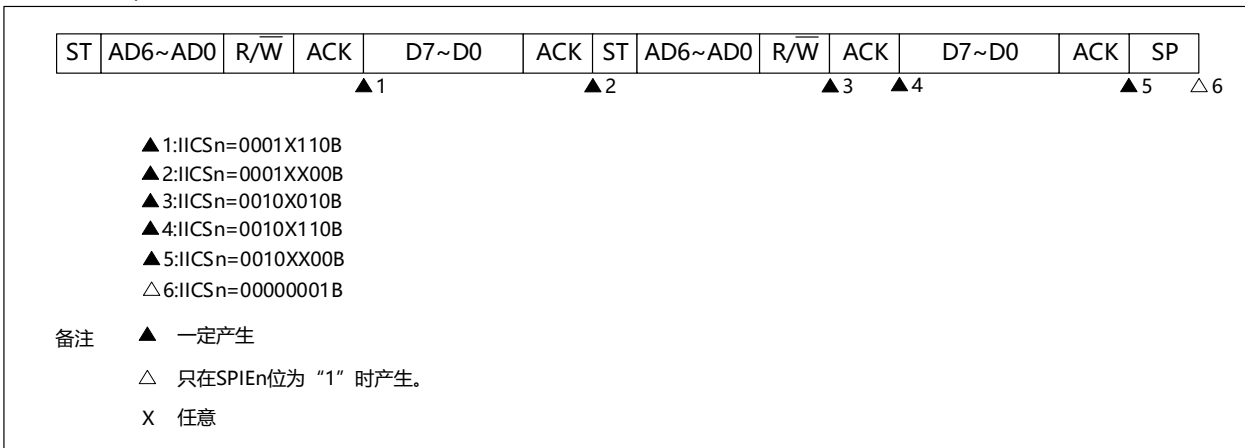 ST AD6~AD0 R/W ACK D7~D0 ACK ST AD6~AD0 R/W ACK D7~D0 ACK SP
▲1 ▲2 ▲3 ▲4 ▲5 △6
▲1:IICSn=0001X110B
▲2:IICSn=0001XX00B
▲3:IICSn=0010X010B
▲4:IICSn=0010X110B
▲5:IICSn=0010XX00B
△6:IICSn=00000001B
备注 ▲ 一定产生
△ 只在SPIEn位为“1”时产生。
X 任意